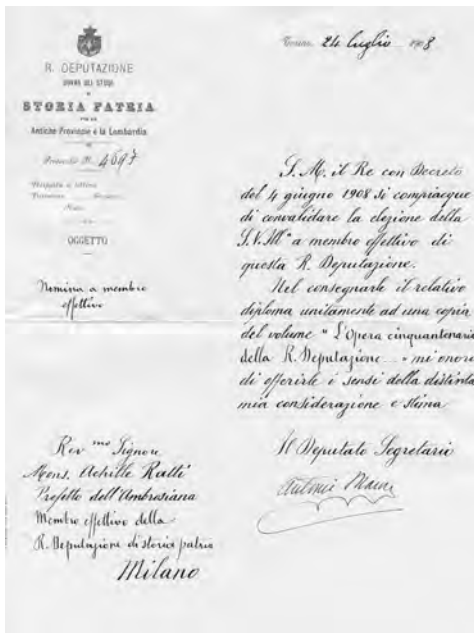 R. DEPUTAZIONE
SOVRA GLI STUDI
DI
STORIA PATRIA
PER LE
Antiche Provincie e la Lombardia
Protocollo N. 4597
OGGETTO
Nomina a membro
effettivo
Torino, 24 luglio 1908
S. M. il Re con Decreto
del 4 giugno 1908 si compiacque
di convalidare la elezione della
S. V. Ill.ª a membro effettivo di
questa R. Deputazione.
Nel consegnarle il relativo
diploma unitamente ad una copia
del volume " L'Opera cinquantenaria
della R. Deputazione " mi onoro
di offerirle i sensi della distinta
mia considerazione e stima
Il Deputato Segretario
Antonio Manno
Rev mo Signore
Mons. Achille Ratti
Prefetto dell'Ambrosiana
Membro effettivo della
R. Deputazione di storia patria
Milano